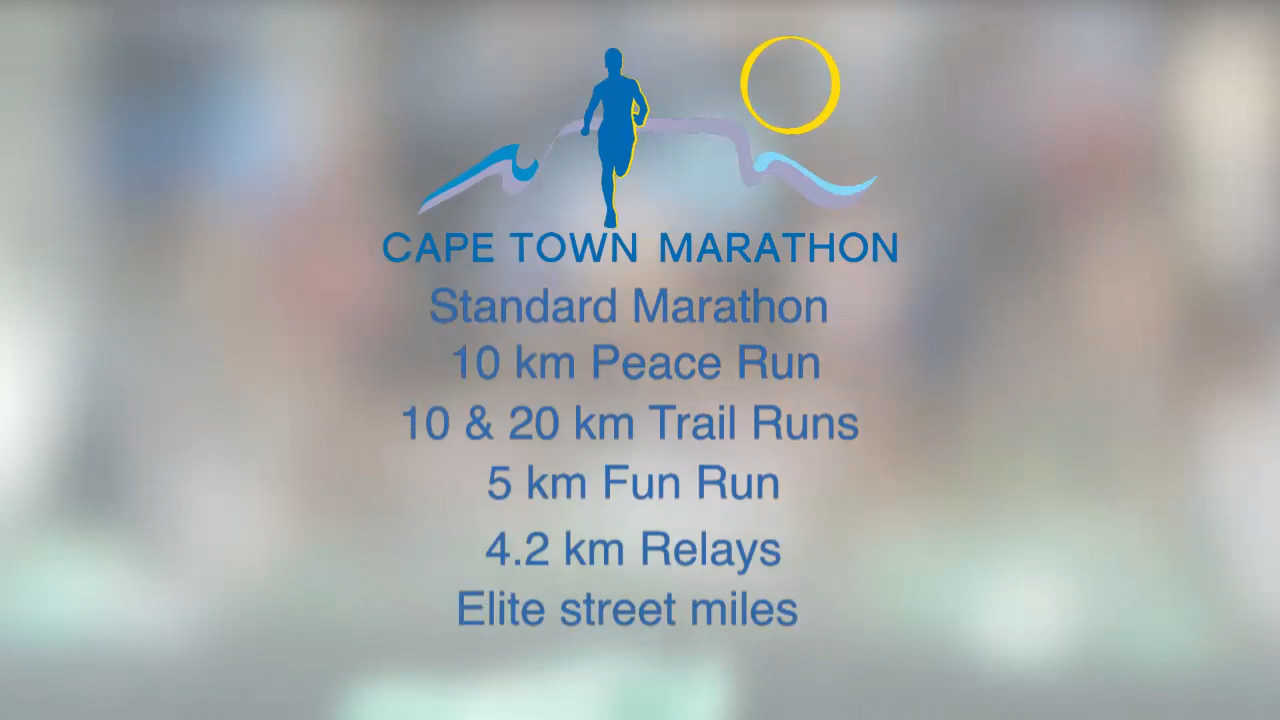 CAPE TOWN MARATHON
Standard Marathon
10 km Peace Run
10 & 20 km Trail Runs
5 km Fun Run
4.2 km Relays
Elite street miles